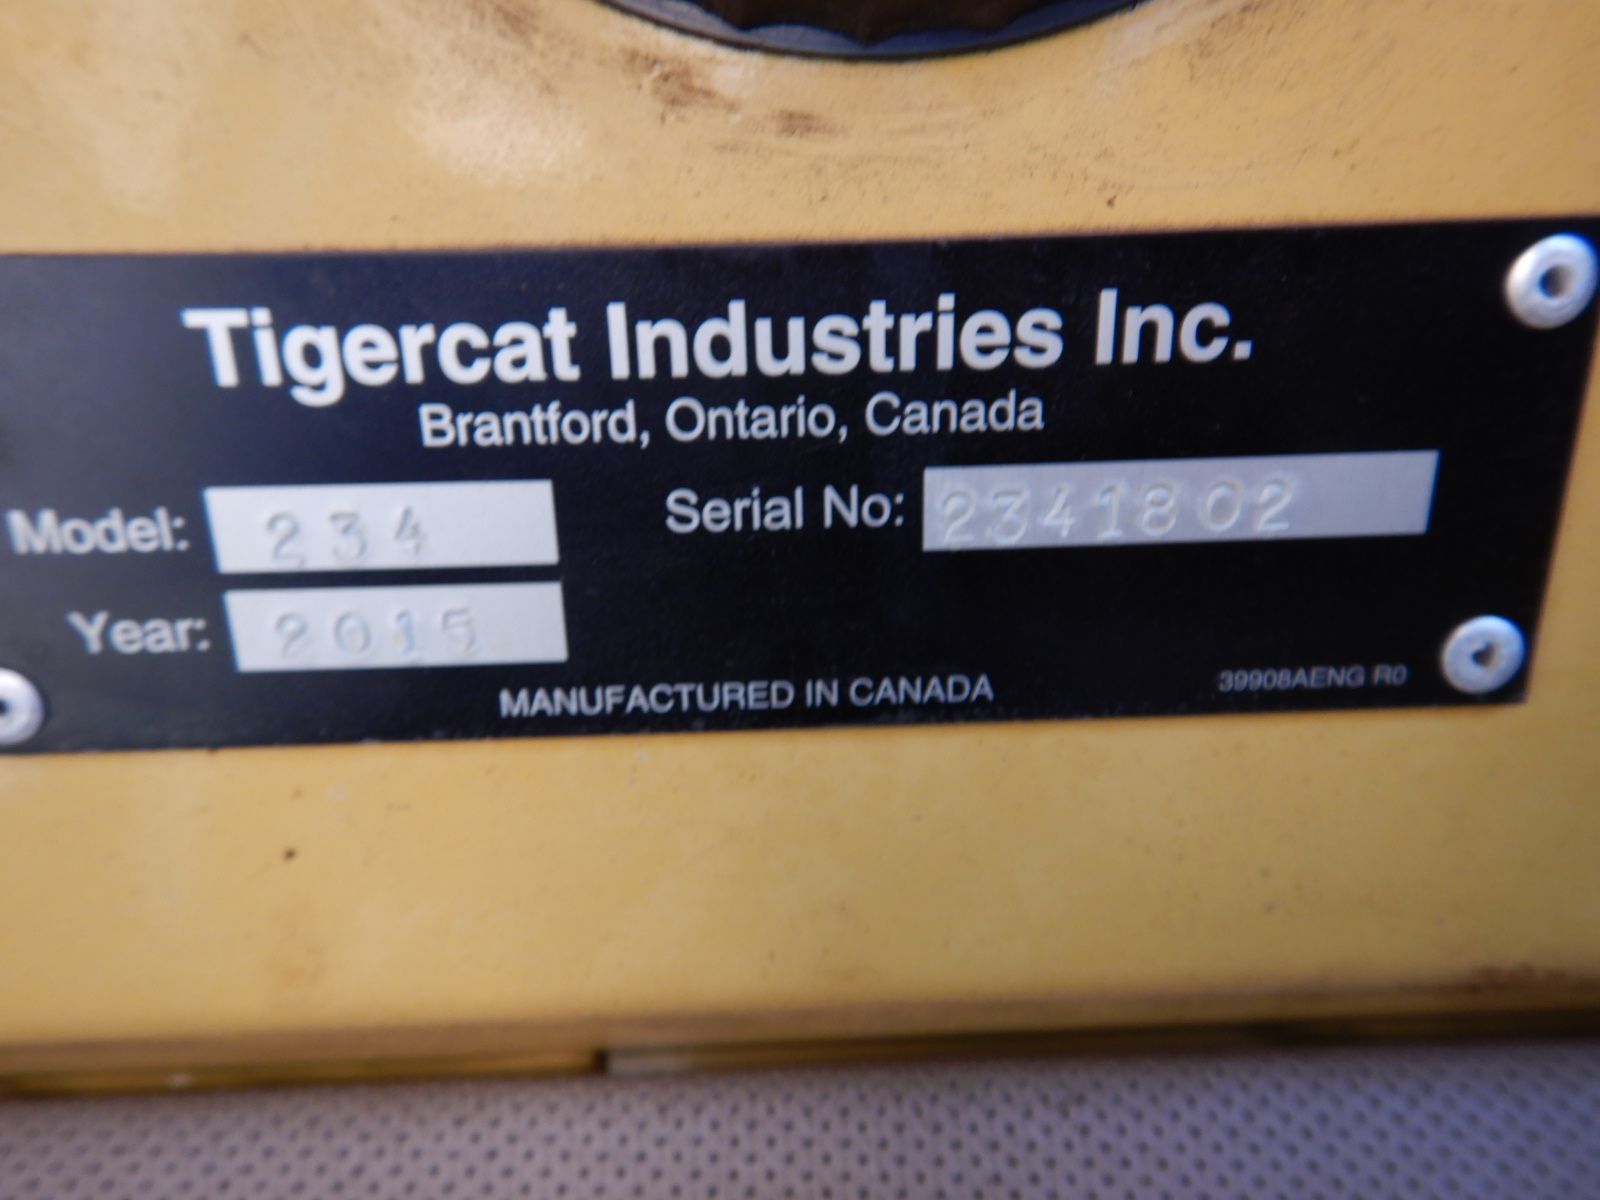 Tigercat Industries Inc.
Brantford, Ontario, Canada
Model: 234
Serial No: 2341802
Year: 2015
MANUFACTURED IN CANADA
39908AENG R0